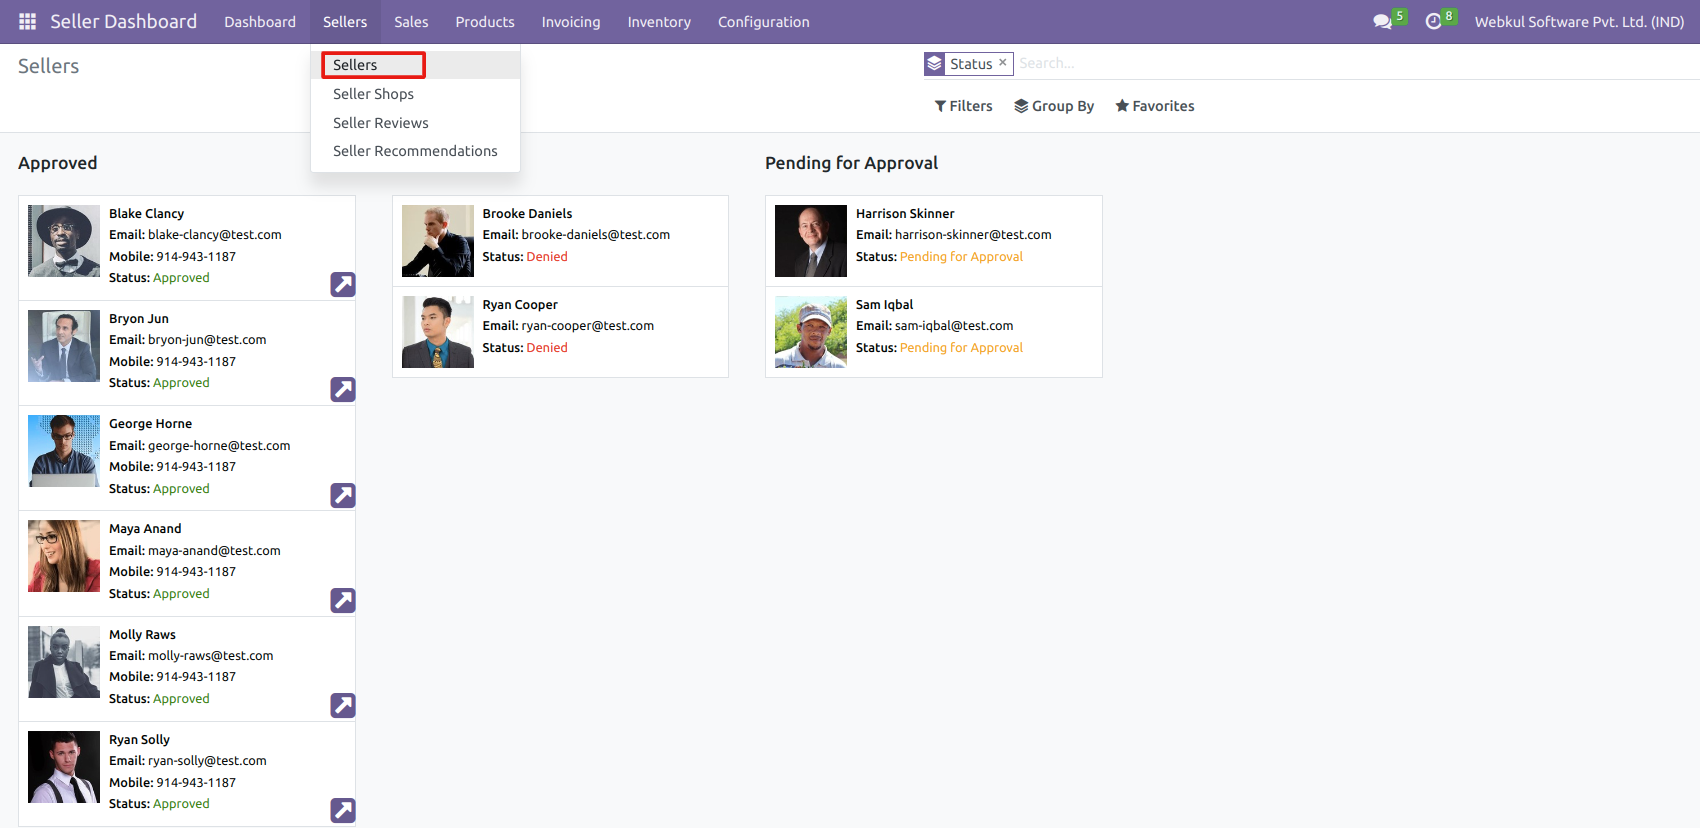 Seller Dashboard Dashboard Sellers Sales Products Invoicing Inventory Configuration 5 8 Webkul Software Pvt. Ltd. (IND)
Sellers
Sellers
Seller Shops
Seller Reviews
Seller Recommendations
Status × Search...
Filters Group By Favorites
Approved
Blake Clancy
Email: blake-clancy@test.com
Mobile: 914-943-1187
Status: Approved
Bryon Jun
Email: bryon-jun@test.com
Mobile: 914-943-1187
Status: Approved
George Horne
Email: george-horne@test.com
Mobile: 914-943-1187
Status: Approved
Maya Anand
Email: maya-anand@test.com
Mobile: 914-943-1187
Status: Approved
Molly Raws
Email: molly-raws@test.com
Mobile: 914-943-1187
Status: Approved
Ryan Solly
Email: ryan-solly@test.com
Mobile: 914-943-1187
Status: Approved
Brooke Daniels
Email: brooke-daniels@test.com
Status: Denied
Ryan Cooper
Email: ryan-cooper@test.com
Status: Denied
Pending for Approval
Harrison Skinner
Email: harrison-skinner@test.com
Status: Pending for Approval
Sam Iqbal
Email: sam-iqbal@test.com
Status: Pending for Approval